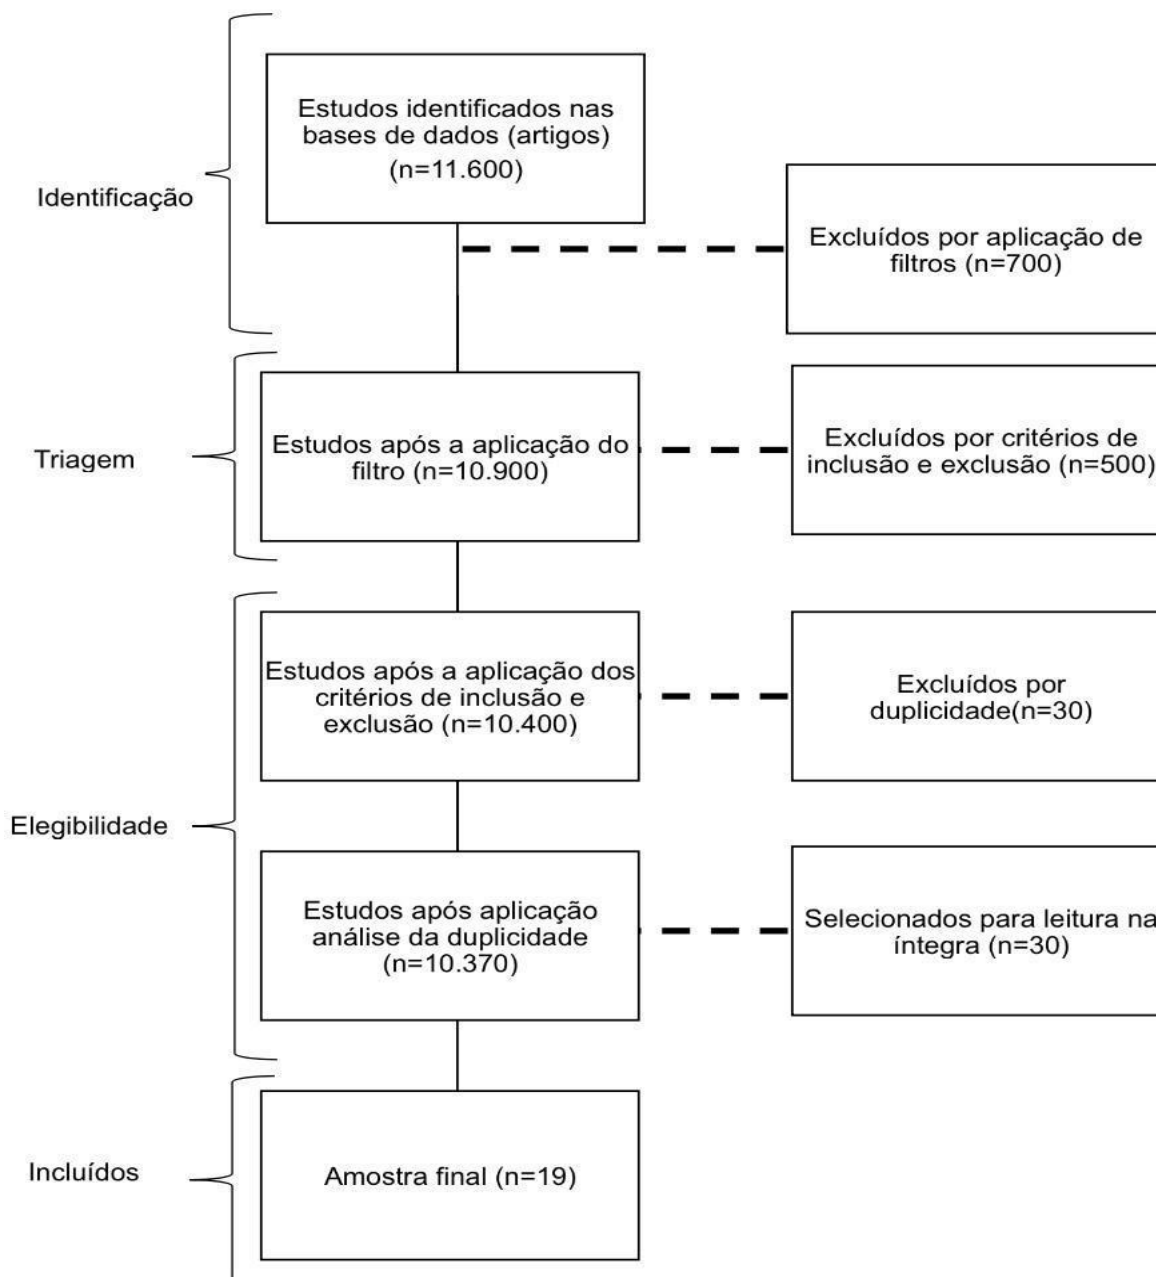 Estudos identificados nas
bases de dados (artigos)
(n=11.600)
Identificação
Excluídos por aplicação de
filtros (n=700)
Estudos após a aplicação do
filtro (n=10.900)
Triagem
Excluídos por critérios de
inclusão e exclusão (n=500)
Estudos após a aplicação dos
critérios de inclusão e
exclusão (n=10.400)
Excluídos por
duplicidade(n=30)
Elegibilidade
Estudos após aplicação
análise da duplicidade
(n=10.370)
Selecionados para leitura na
íntegra (n=30)
Incluídos
Amostra final (n=19)